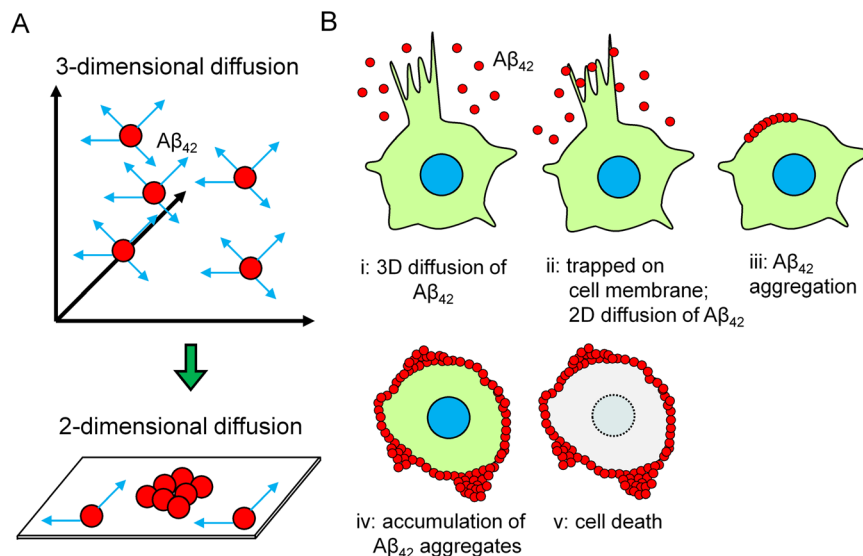 A
3-dimensional diffusion
Aβ₄₂
2-dimensional diffusion
B
Aβ₄₂
i: 3D diffusion of
Aβ₄₂
ii: trapped on
cell membrane;
2D diffusion of Aβ₄₂
iii: Aβ₄₂
aggregation
iv: accumulation of
Aβ₄₂ aggregates
v: cell death